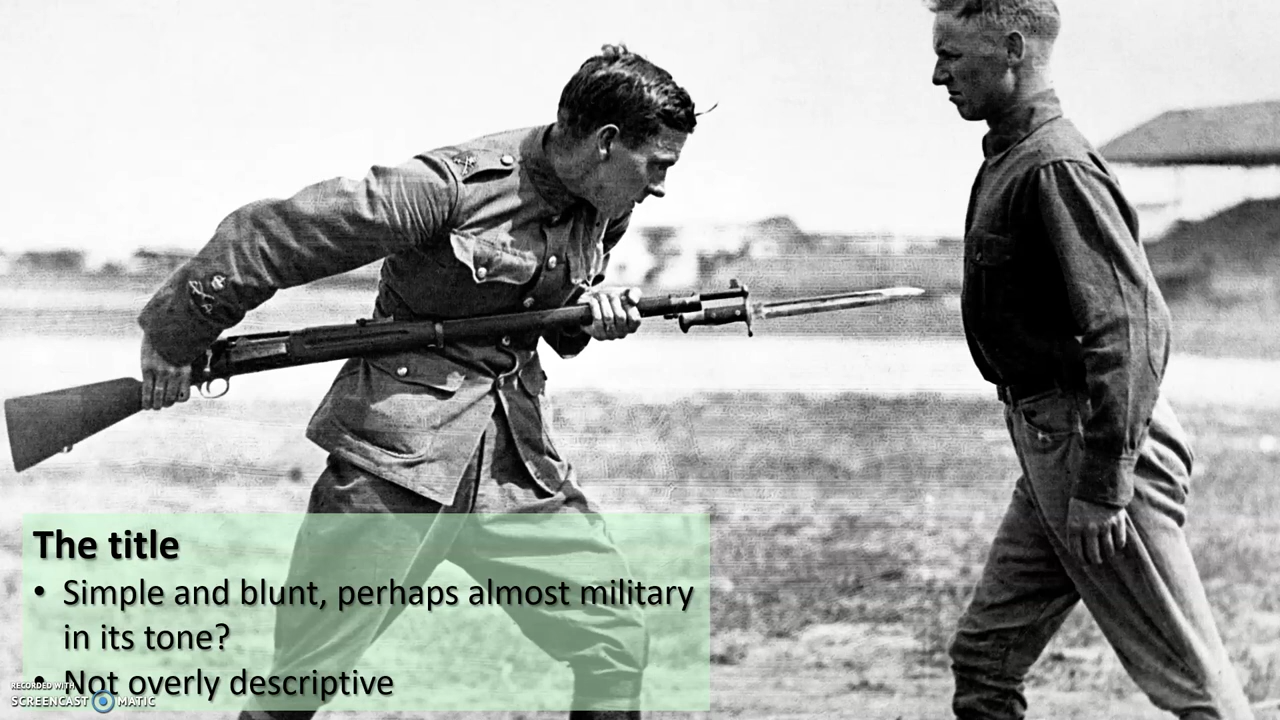 The title
• Simple and blunt, perhaps almost military
in its tone?
• Not overly descriptive
RECORDED WITH
SCREENCAST MATIC